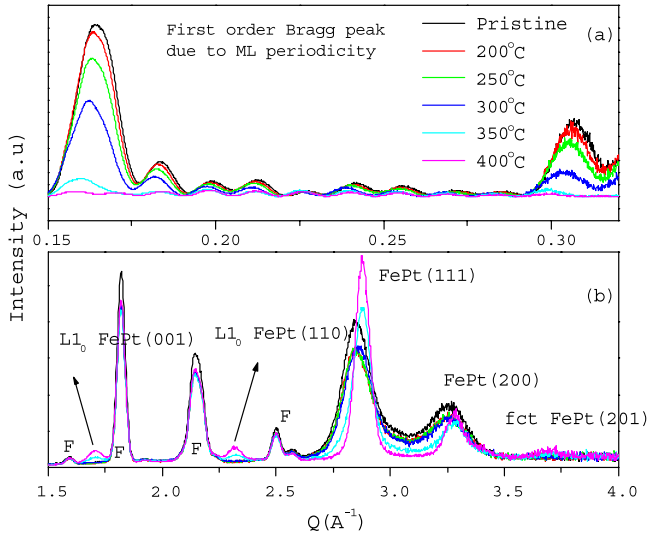 First order Bragg peak
due to ML periodicity
Pristine
200°C
250°C
300°C
350°C
400°C
(a)
0.15 0.20 0.25 0.30
Intensity (a.u)
(b)
FePt(111)
L1₀ FePt(001)
L1₀ FePt(110)
FePt(200)
fct FePt(201)
F F F F
1.5 2.0 2.5 3.0 3.5 4.0
Q(A⁻¹)